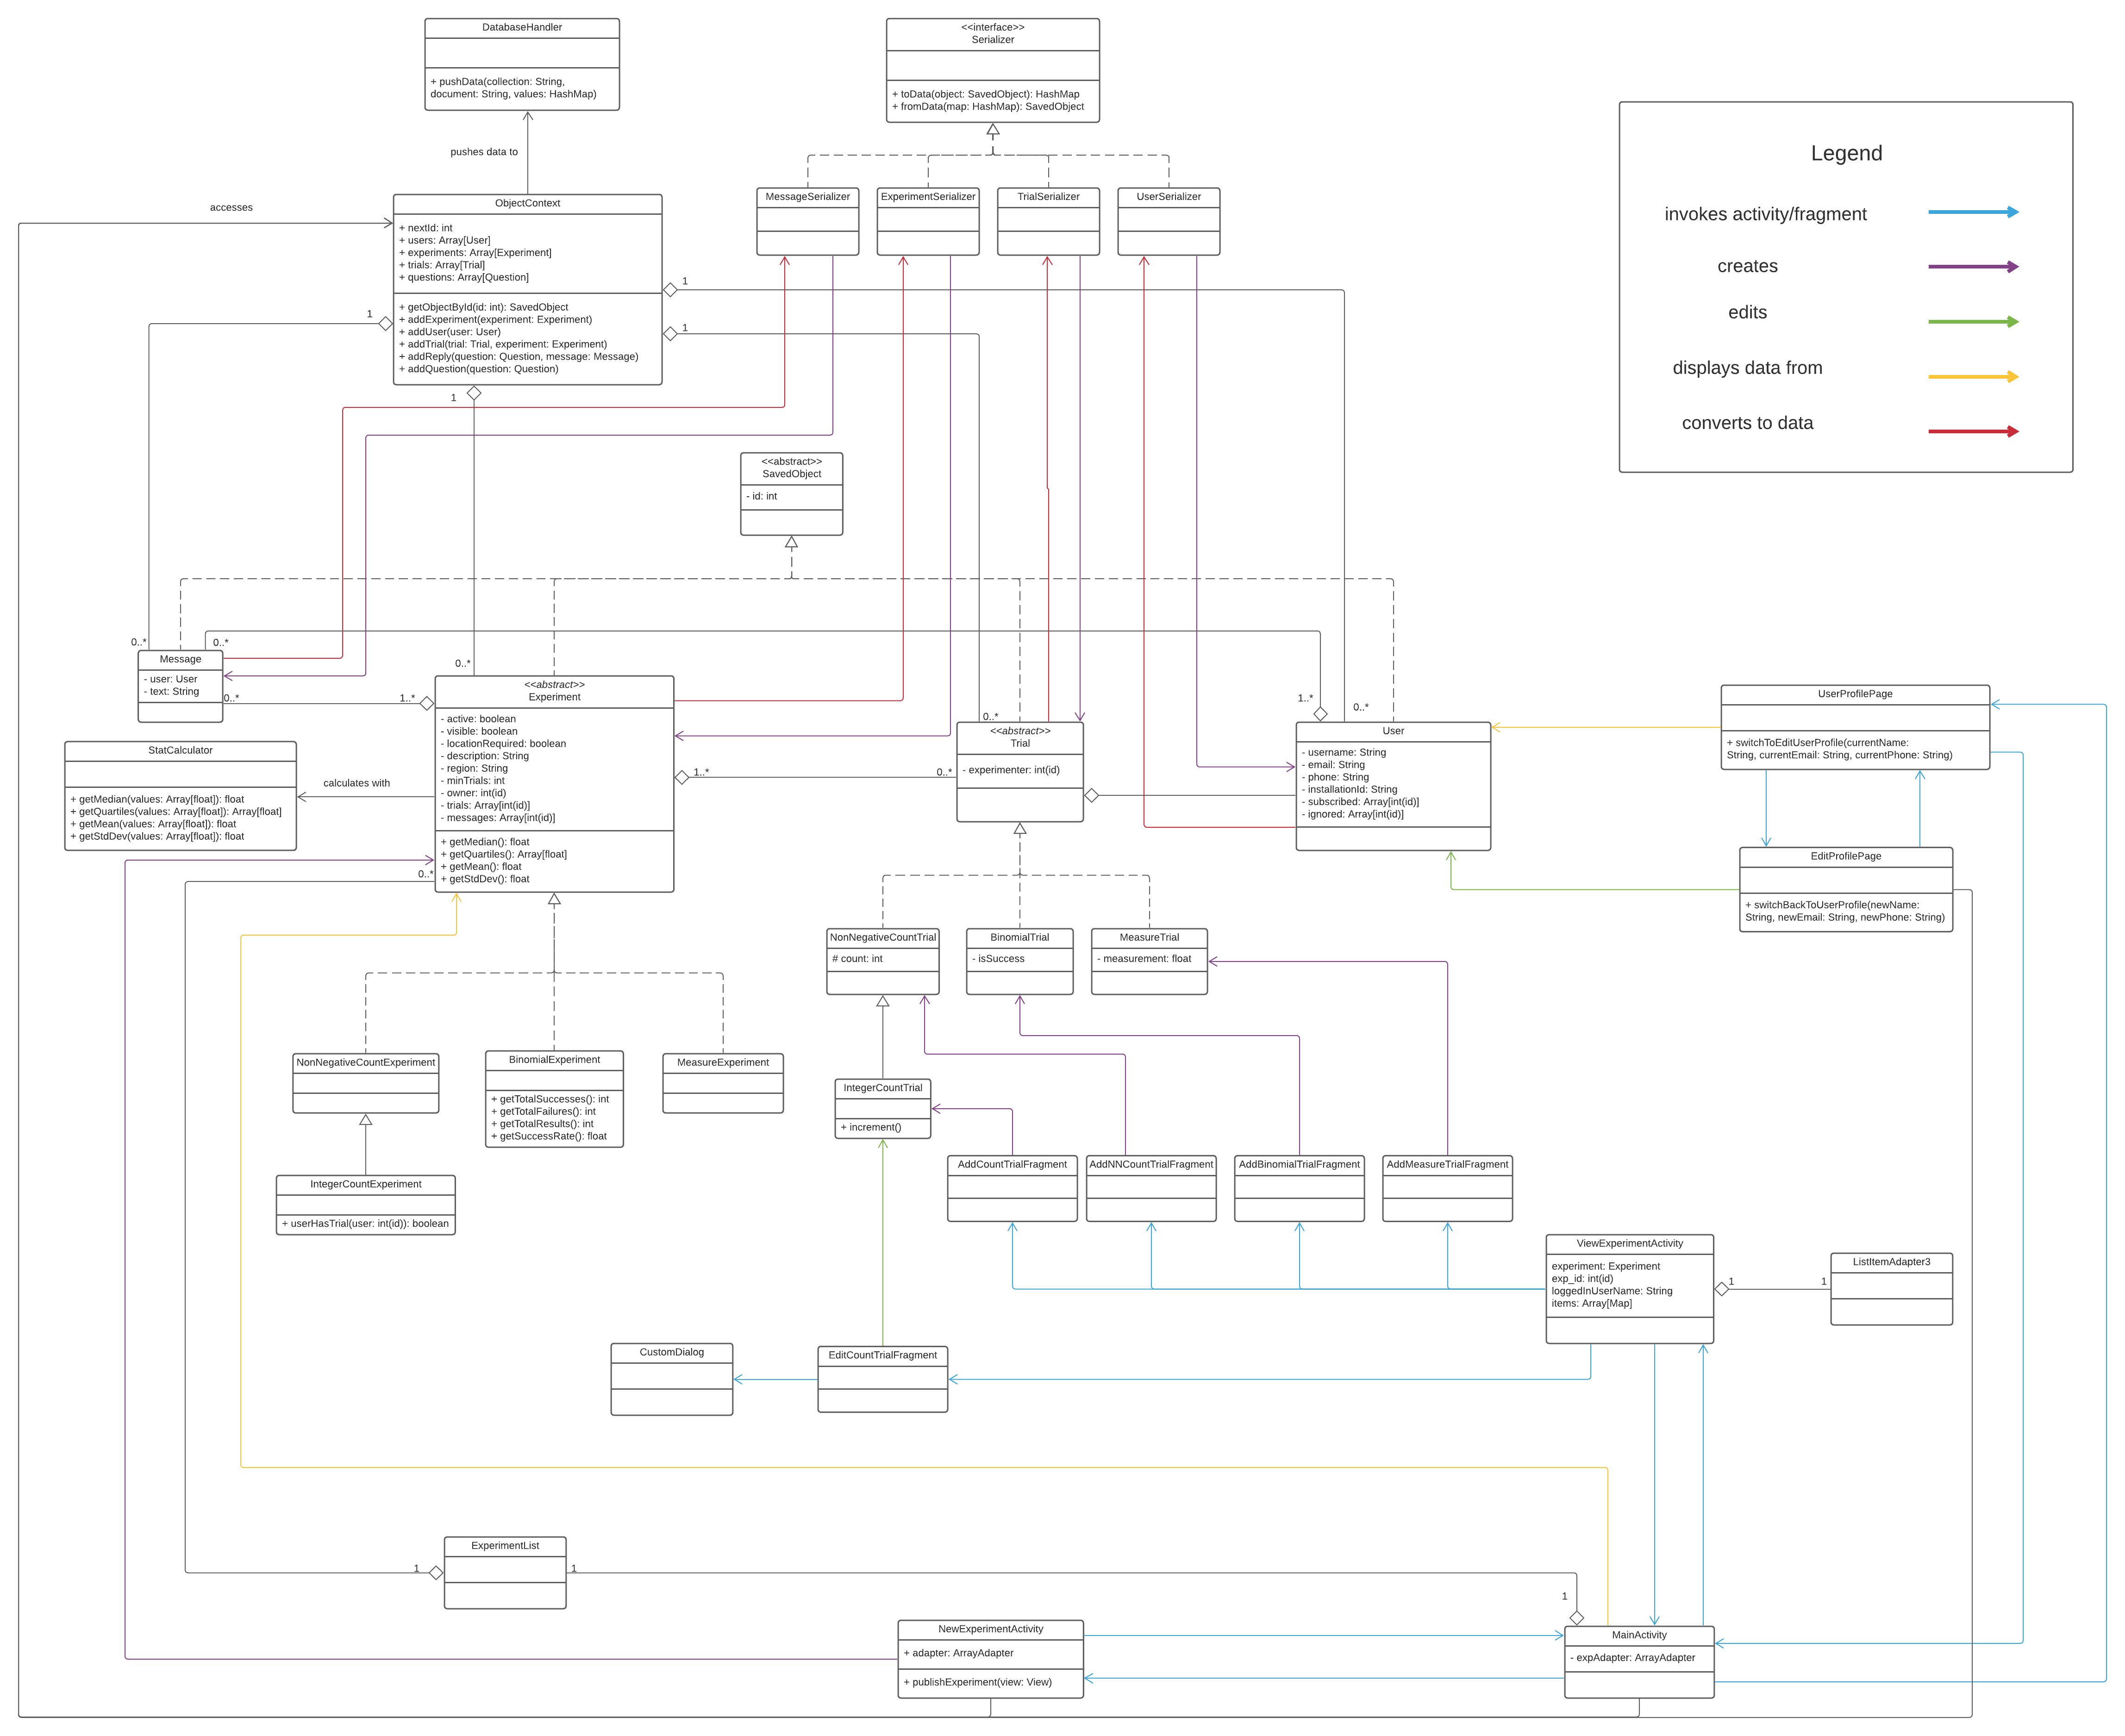 DatabaseHandler
+ pushData(collection: String,
document: String, values: HashMap)
<<interface>>
Serializer
+ toData(object: SavedObject): HashMap
+ fromData(map: HashMap): SavedObject
Legend
invokes activity/fragment
creates
edits
displays data from
converts to data
pushes data to
accesses
ObjectContext
+ nextId: int
+ users: Array[User]
+ experiments: Array[Experiment]
+ trials: Array[Trial]
+ questions: Array[Question]
+ getObjectById(id: int): SavedObject
+ addExperiment(experiment: Experiment)
+ addUser(user: User)
+ addTrial(trial: Trial, experiment: Experiment)
+ addReply(question: Question, message: Message)
+ addQuestion(question: Question)
MessageSerializer
ExperimentSerializer
TrialSerializer
UserSerializer
1
1
1
1
<<abstract>>
SavedObject
- id: int
0..*
0..*
Message
- user: User
- text: String
0..*
1..*
0..*
<<abstract>>
Experiment
- active: boolean
- visible: boolean
- locationRequired: boolean
- description: String
- region: String
- minTrials: int
- owner: int(id)
- trials: Array[int(id)]
- messages: Array[int(id)]
+ getMedian(): float
+ getQuartiles(): Array[float]
+ getMean(): float
+ getStdDev(): float
StatCalculator
+ getMedian(values: Array[float]): float
+ getQuartiles(values: Array[float]): Array[float]
+ getMean(values: Array[float]): float
+ getStdDev(values: Array[float]): float
calculates with
0..*
1..*
0..*
0..*
<<abstract>>
Trial
- experimenter: int(id)
1..*
0..*
User
- username: String
- email: String
- phone: String
- installationId: String
- subscribed: Array[int(id)]
- ignored: Array[int(id)]
UserProfilePage
+ switchToEditUserProfile(currentName:
String, currentEmail: String, currentPhone: String)
EditProfilePage
+ switchBackToUserProfile(newName:
String, newEmail: String, newPhone: String)
NonNegativeCountTrial
# count: int
BinomialTrial
- isSuccess
MeasureTrial
- measurement: float
NonNegativeCountExperiment
BinomialExperiment
+ getTotalSuccesses(): int
+ getTotalFailures(): int
+ getTotalResults(): int
+ getSuccessRate(): float
MeasureExperiment
IntegerCountTrial
+ increment()
IntegerCountExperiment
+ userHasTrial(user: int(id)): boolean
AddCountTrialFragment
AddNNCountTrialFragment
AddBinomialTrialFragment
AddMeasureTrialFragment
ViewExperimentActivity
experiment: Experiment
exp_id: int(id)
loggedInUserName: String
items: Array[Map]
1
1
ListItemAdapter3
CustomDialog
EditCountTrialFragment
ExperimentList
1
1
1
NewExperimentActivity
+ adapter: ArrayAdapter
+ publishExperiment(view: View)
MainActivity
- expAdapter: ArrayAdapter